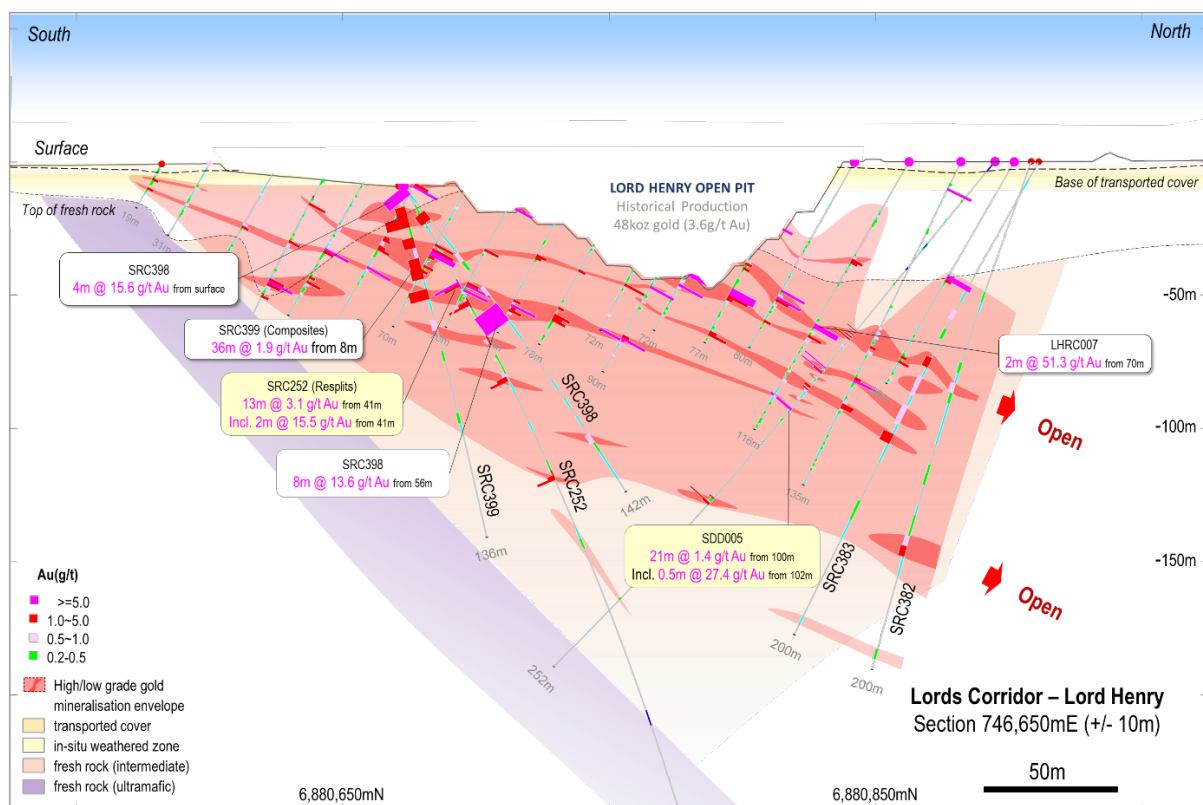 South
North
Surface
LORD HENRY OPEN PIT
Historical Production
48koz gold (3.6g/t Au)
Base of transported cover
Top of fresh rock
19m
31m
SRC398
4m @ 15.6 g/t Au from surface
-50m
SRC399 (Composites)
36m @ 1.9 g/t Au from 8m
70m
70m
72m
72m
77m
80m
90m
LHRC007
2m @ 51.3 g/t Au from 70m
SRC252 (Resplits)
13m @ 3.1 g/t Au from 41m
Incl. 2m @ 15.5 g/t Au from 41m
SRC398
Open
116m
-100m
SRC398
8m @ 13.6 g/t Au from 56m
SRC399
SRC252
142m
135m
136m
SDD005
21m @ 1.4 g/t Au from 100m
Incl. 0.5m @ 27.4 g/t Au from 102m
SRC383
SRC382
-150m
Open
252m
200m
200m
Au(g/t)
>=5.0
1.0~5.0
0.5~1.0
0.2-0.5
High/low grade gold
mineralisation envelope
transported cover
in-situ weathered zone
fresh rock (intermediate)
fresh rock (ultramafic)
Lords Corridor – Lord Henry
Section 746,650mE (+/- 10m)
50m
6,880,650mN
6,880,850mN